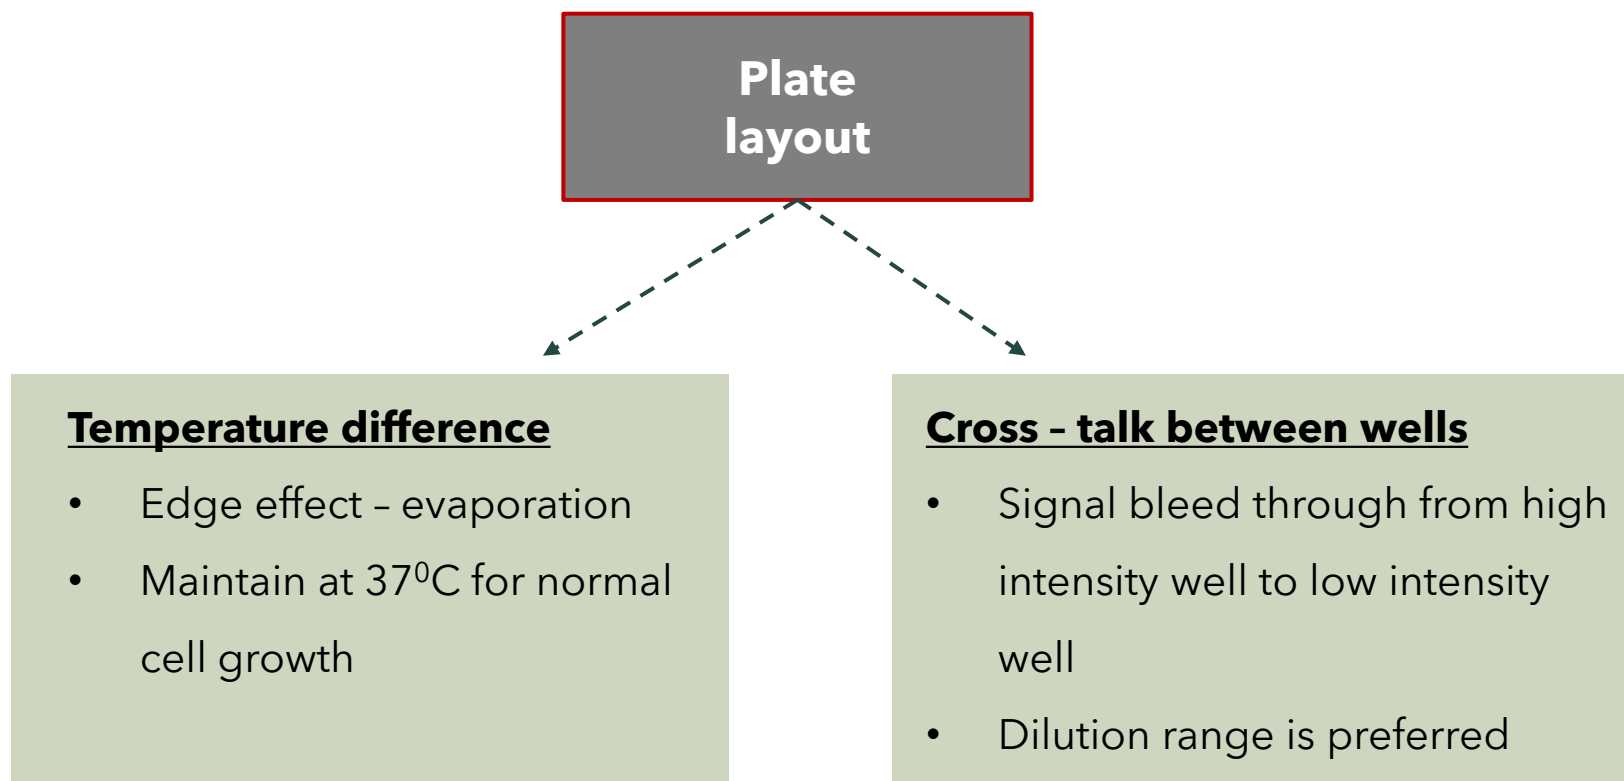 Plate
layout
Temperature difference
• Edge effect – evaporation
• Maintain at 37⁰C for normal
cell growth
Cross – talk between wells
• Signal bleed through from high
intensity well to low intensity
well
• Dilution range is preferred